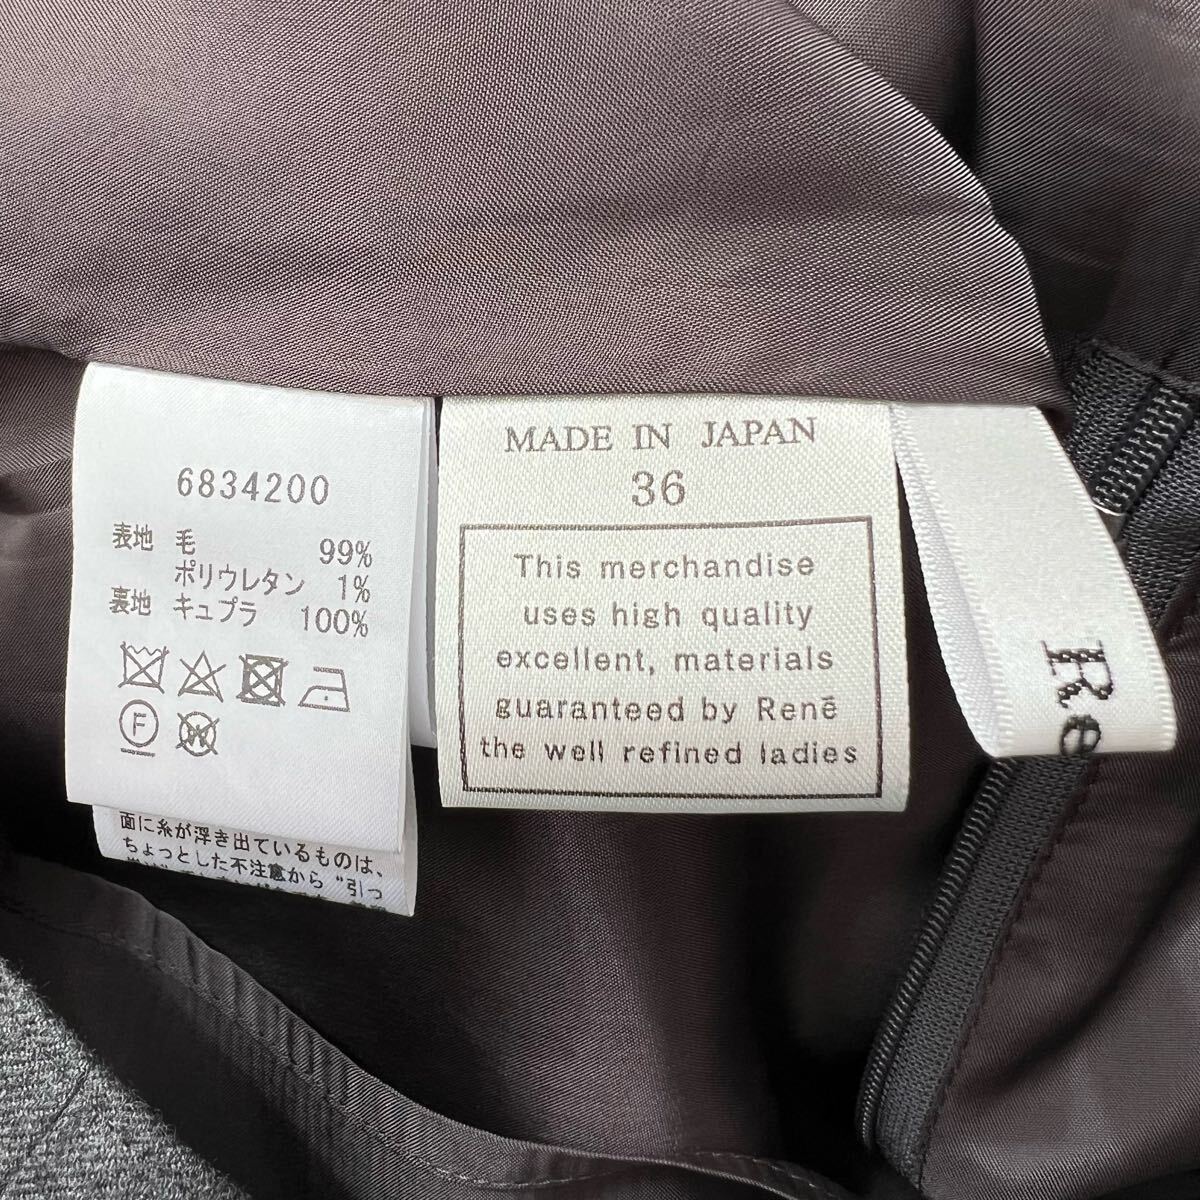 6834200
表地 毛 99%
ポリウレタン 1%
裏地 キュプラ 100%
F
W
面に糸が浮き出ているものは、
ちょっとした不注意から“引っ
MADE IN JAPAN
36
This merchandise
uses high quality
excellent, materials
guaranteed by René
the well refined ladies
Re